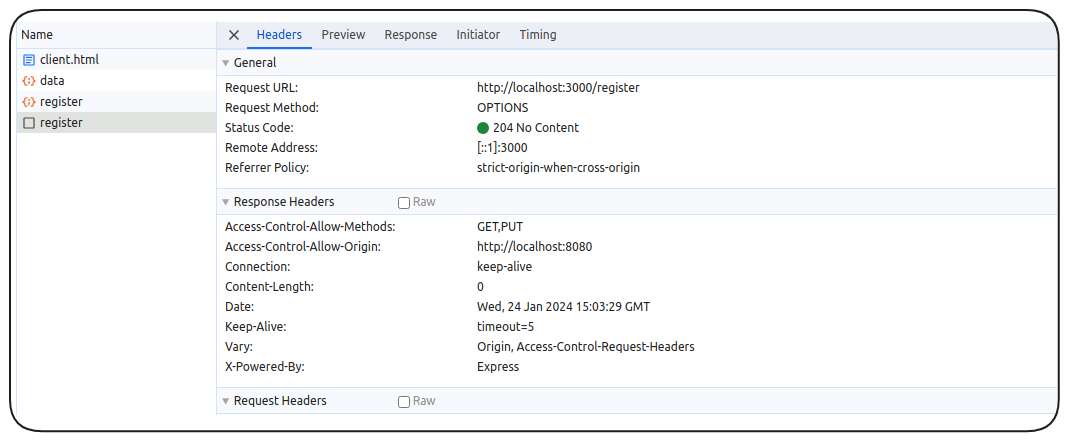 Name
Headers Preview Response Initiator Timing
client.html
data
register
register
General
Request URL: http://localhost:3000/register
Request Method: OPTIONS
Status Code: 204 No Content
Remote Address: [::1]:3000
Referrer Policy: strict-origin-when-cross-origin
Response Headers Raw
Access-Control-Allow-Methods: GET,PUT
Access-Control-Allow-Origin: http://localhost:8080
Connection: keep-alive
Content-Length: 0
Date: Wed, 24 Jan 2024 15:03:29 GMT
Keep-Alive: timeout=5
Vary: Origin, Access-Control-Request-Headers
X-Powered-By: Express
Request Headers Raw